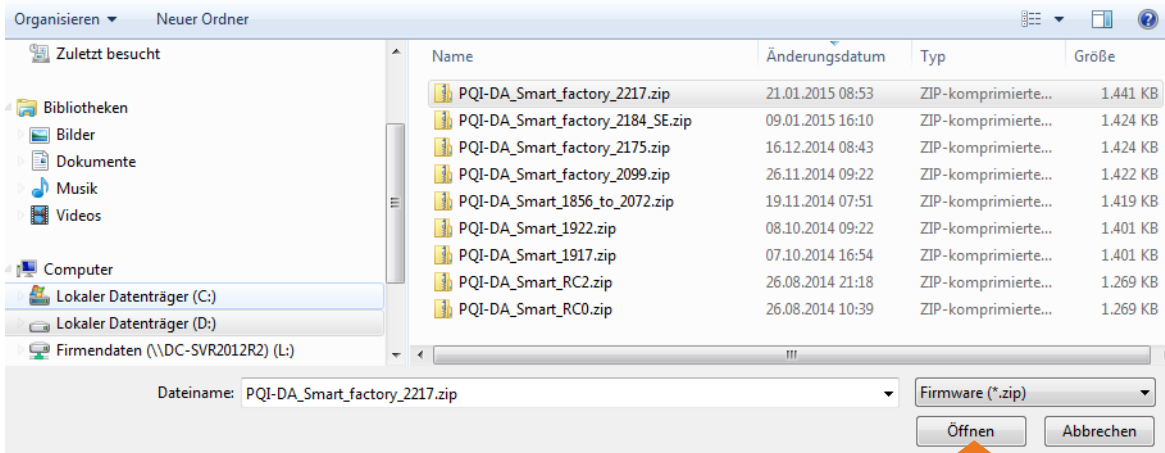 Organisieren Neuer Ordner
Zuletzt besucht
Bibliotheken
Bilder
Dokumente
Musik
Videos
Computer
Lokaler Datenträger (C:)
Lokaler Datenträger (D:)
Firmendaten (\\DC-SVR2012R2) (L:)
Name Änderungsdatum Typ Größe
PQI-DA_Smart_factory_2217.zip 21.01.2015 08:53 ZIP-komprimierte... 1.441 KB
PQI-DA_Smart_factory_2184_SE.zip 09.01.2015 16:10 ZIP-komprimierte... 1.424 KB
PQI-DA_Smart_factory_2175.zip 16.12.2014 08:43 ZIP-komprimierte... 1.424 KB
PQI-DA_Smart_factory_2099.zip 26.11.2014 09:22 ZIP-komprimierte... 1.422 KB
PQI-DA_Smart_1856_to_2072.zip 19.11.2014 07:51 ZIP-komprimierte... 1.419 KB
PQI-DA_Smart_1922.zip 08.10.2014 09:22 ZIP-komprimierte... 1.401 KB
PQI-DA_Smart_1917.zip 07.10.2014 16:54 ZIP-komprimierte... 1.401 KB
PQI-DA_Smart_RC2.zip 26.08.2014 21:18 ZIP-komprimierte... 1.269 KB
PQI-DA_Smart_RC0.zip 26.08.2014 10:39 ZIP-komprimierte... 1.269 KB
Dateiname: PQI-DA_Smart_factory_2217.zip Firmware (*.zip)
Öffnen Abbrechen